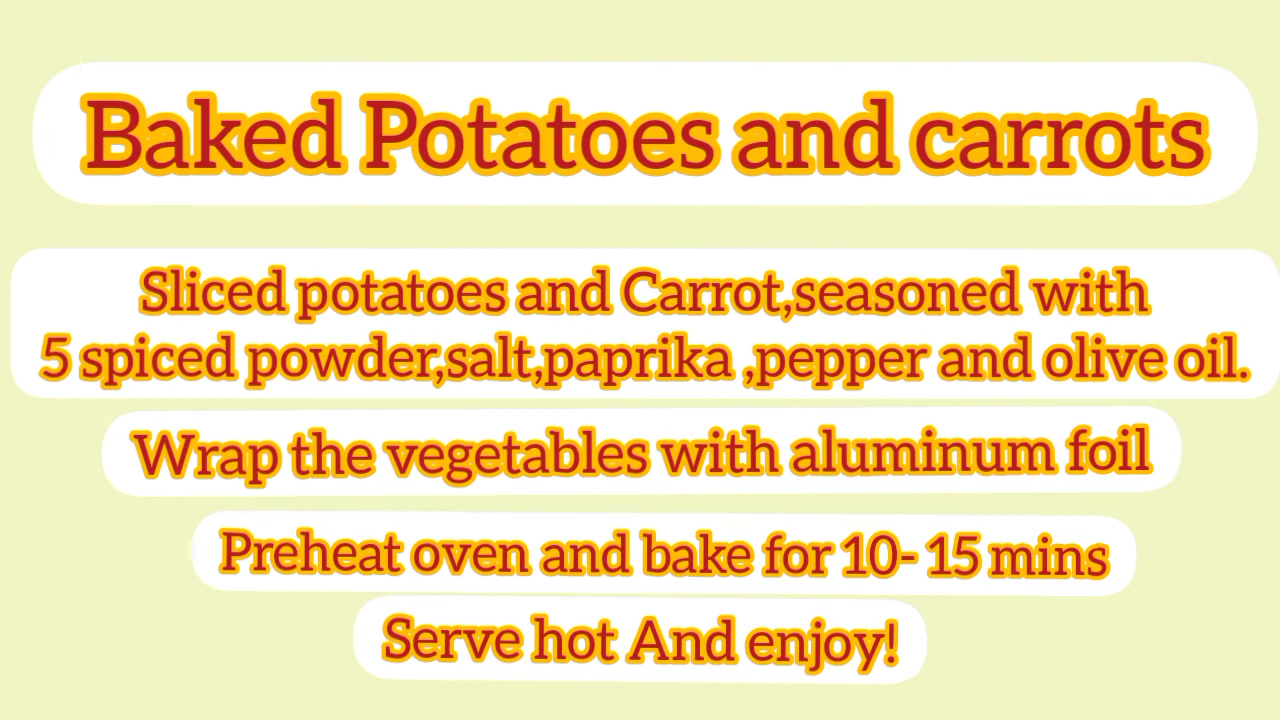 Baked Potatoes and carrots
Sliced potatoes and Carrot,seasoned with
5 spiced powder,salt,paprika ,pepper and olive oil.
Wrap the vegetables with aluminum foil
Preheat oven and bake for 10- 15 mins
Serve hot And enjoy!